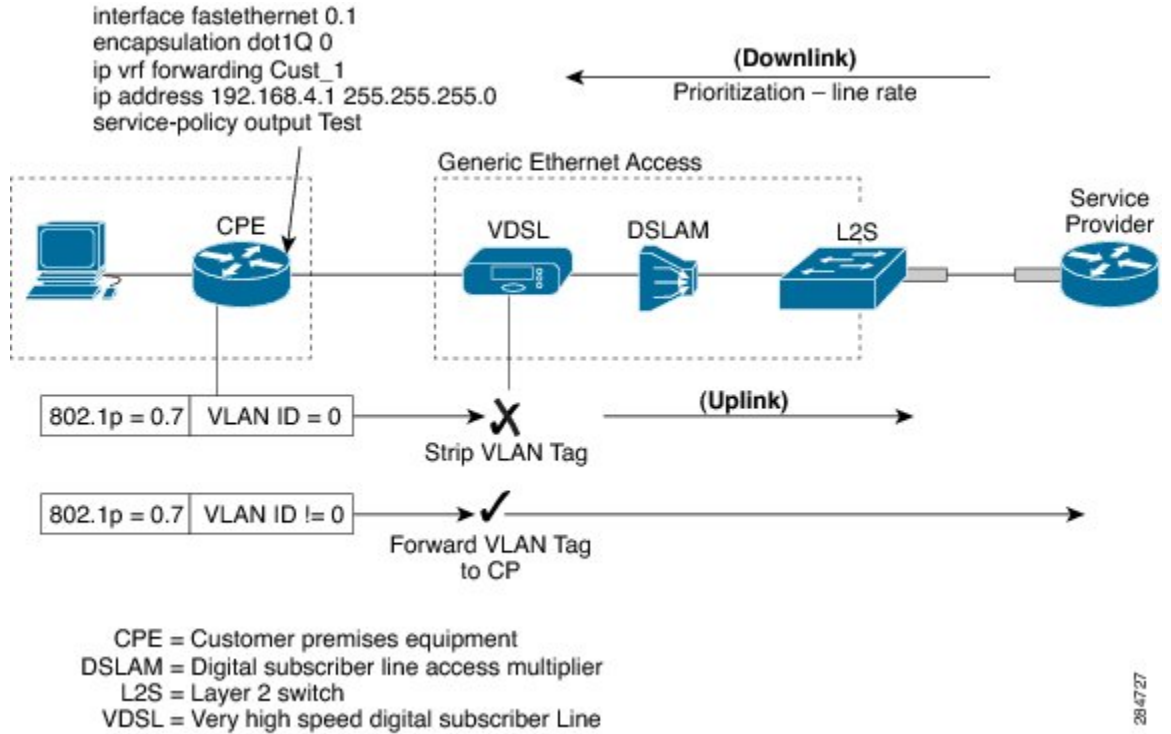 interface fastethernet 0.1
encapsulation dot1Q 0
ip vrf forwarding Cust_1
ip address 192.168.4.1 255.255.255.0
service-policy output Test
(Downlink)
Prioritization – line rate
Generic Ethernet Access
CPE
VDSL
DSLAM
L2S
Service
Provider
802.1p = 0.7
VLAN ID = 0
Strip VLAN Tag
(Uplink)
802.1p = 0.7
VLAN ID != 0
Forward VLAN Tag
to CP
CPE = Customer premises equipment
DSLAM = Digital subscriber line access multiplier
L2S = Layer 2 switch
VDSL = Very high speed digital subscriber Line
284727